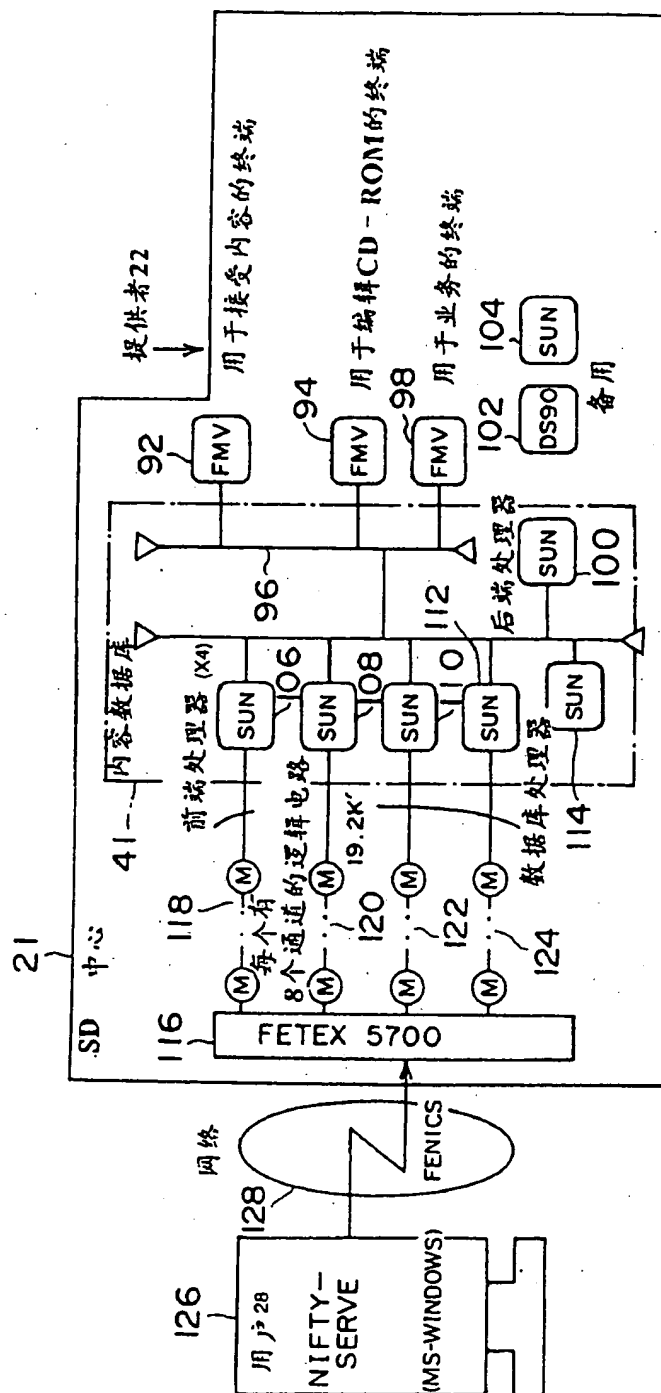 提供者22
用于接受内容的终端
用于编辑CD-ROM的终端
用于业务的终端
92
FMV
94
FMV
98
FMV
102
DS90
104
SUN
备用
96
内容数据库
41
后端处理器
SUN
100
112
前端处理器
(X4)
SUN
106
SUN
108
SUN
110
SUN
SUN
114
数据库处理器
19.2K'
每个有
8个通道的逻辑电路
M
M
118
M
M
120
M
M
122
M
M
124
21
SD 中心
116
FETEX 5700
网络
128
FENICS
126
用户28
NIFTY-
SERVE
(MS-WINDOWS)